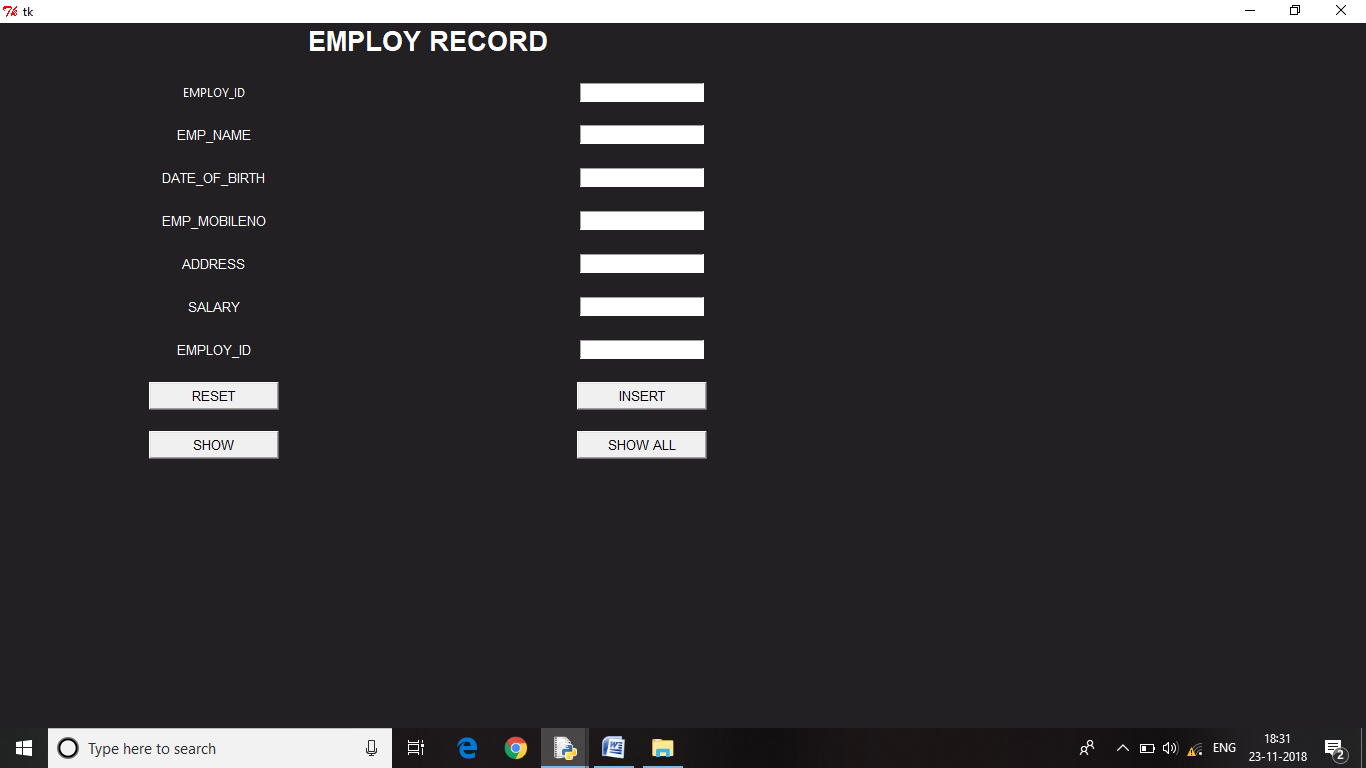 tk
EMPLOY RECORD
EMPLOY_ID
EMP_NAME
DATE_OF_BIRTH
EMP_MOBILENO
ADDRESS
SALARY
EMPLOY_ID
RESET INSERT
SHOW SHOW ALL
Type here to search ENG 18:31
23-11-2018 2